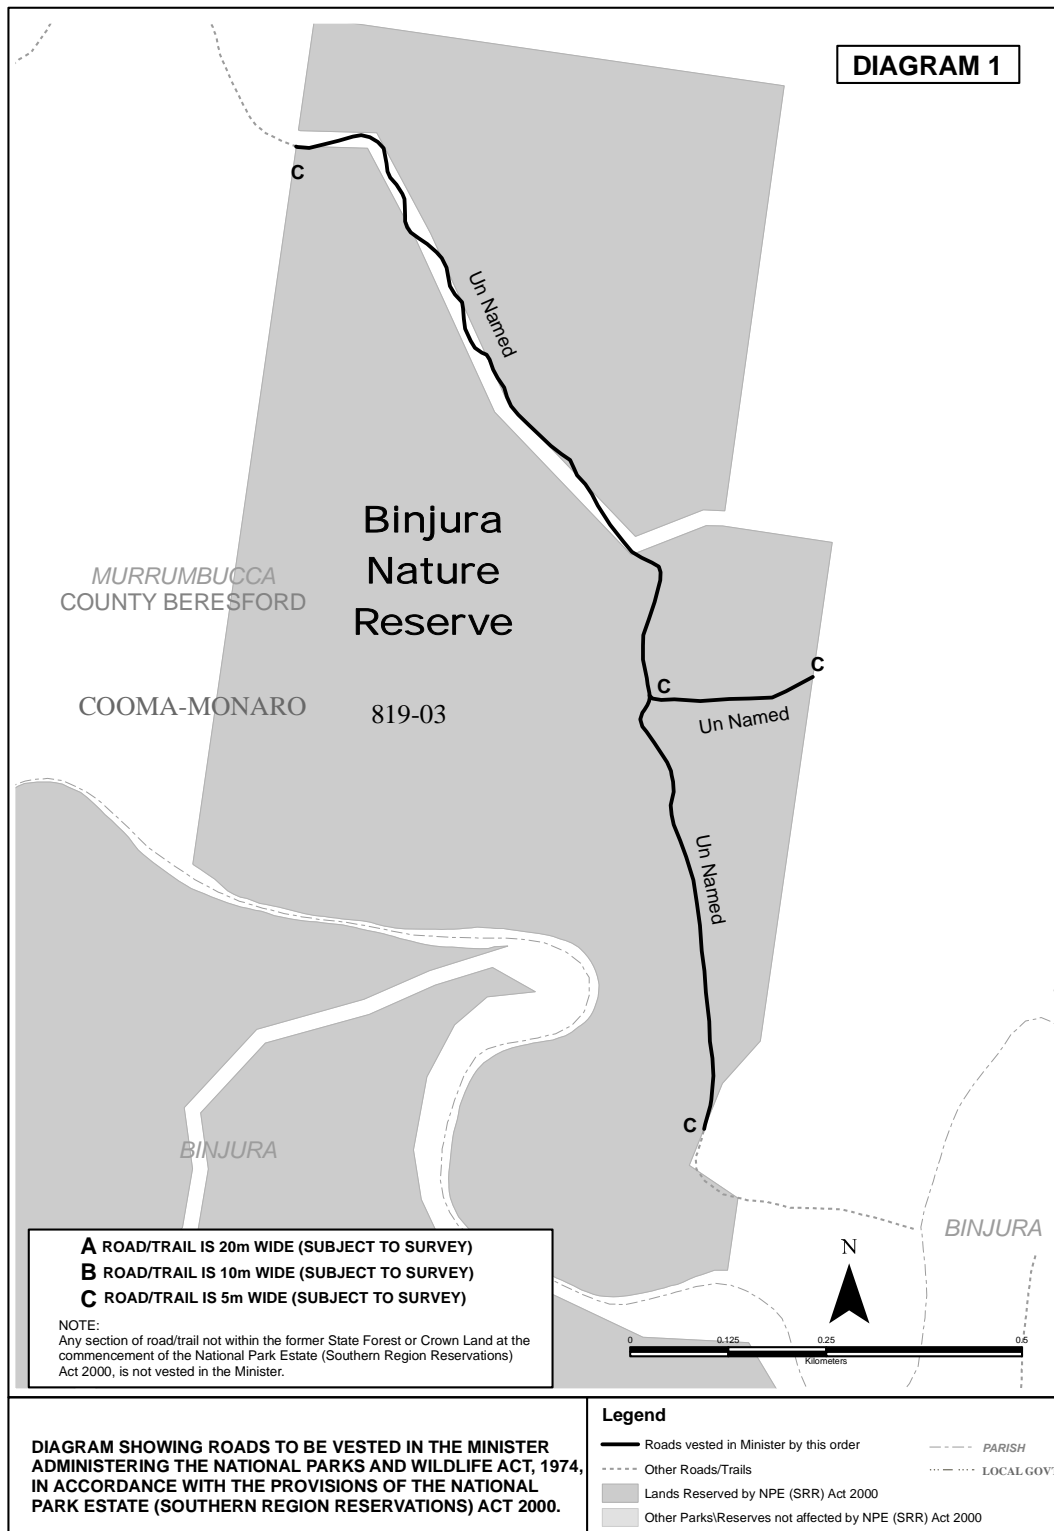 DIAGRAM 1
C
Un Named
Binjura
Nature
Reserve
MURRUMBUCCA
COUNTY BERESFORD
COOMA-MONARO
819-03
C
C
Un Named
Un Named
C
BINJURA
BINJURA
A ROAD/TRAIL IS 20m WIDE (SUBJECT TO SURVEY)
B ROAD/TRAIL IS 10m WIDE (SUBJECT TO SURVEY)
C ROAD/TRAIL IS 5m WIDE (SUBJECT TO SURVEY)
NOTE:
Any section of road/trail not within the former State Forest or Crown Land at the
commencement of the National Park Estate (Southern Region Reservations)
Act 2000, is not vested in the Minister.
N
0 0.125 0.25 0.5
Kilometers
DIAGRAM SHOWING ROADS TO BE VESTED IN THE MINISTER
ADMINISTERING THE NATIONAL PARKS AND WILDLIFE ACT, 1974,
IN ACCORDANCE WITH THE PROVISIONS OF THE NATIONAL
PARK ESTATE (SOUTHERN REGION RESERVATIONS) ACT 2000.
Legend
Roads vested in Minister by this order
Other Roads/Trails
Lands Reserved by NPE (SRR) Act 2000
Other Parks\Reserves not affected by NPE (SRR) Act 2000
PARISH
LOCAL GOVT